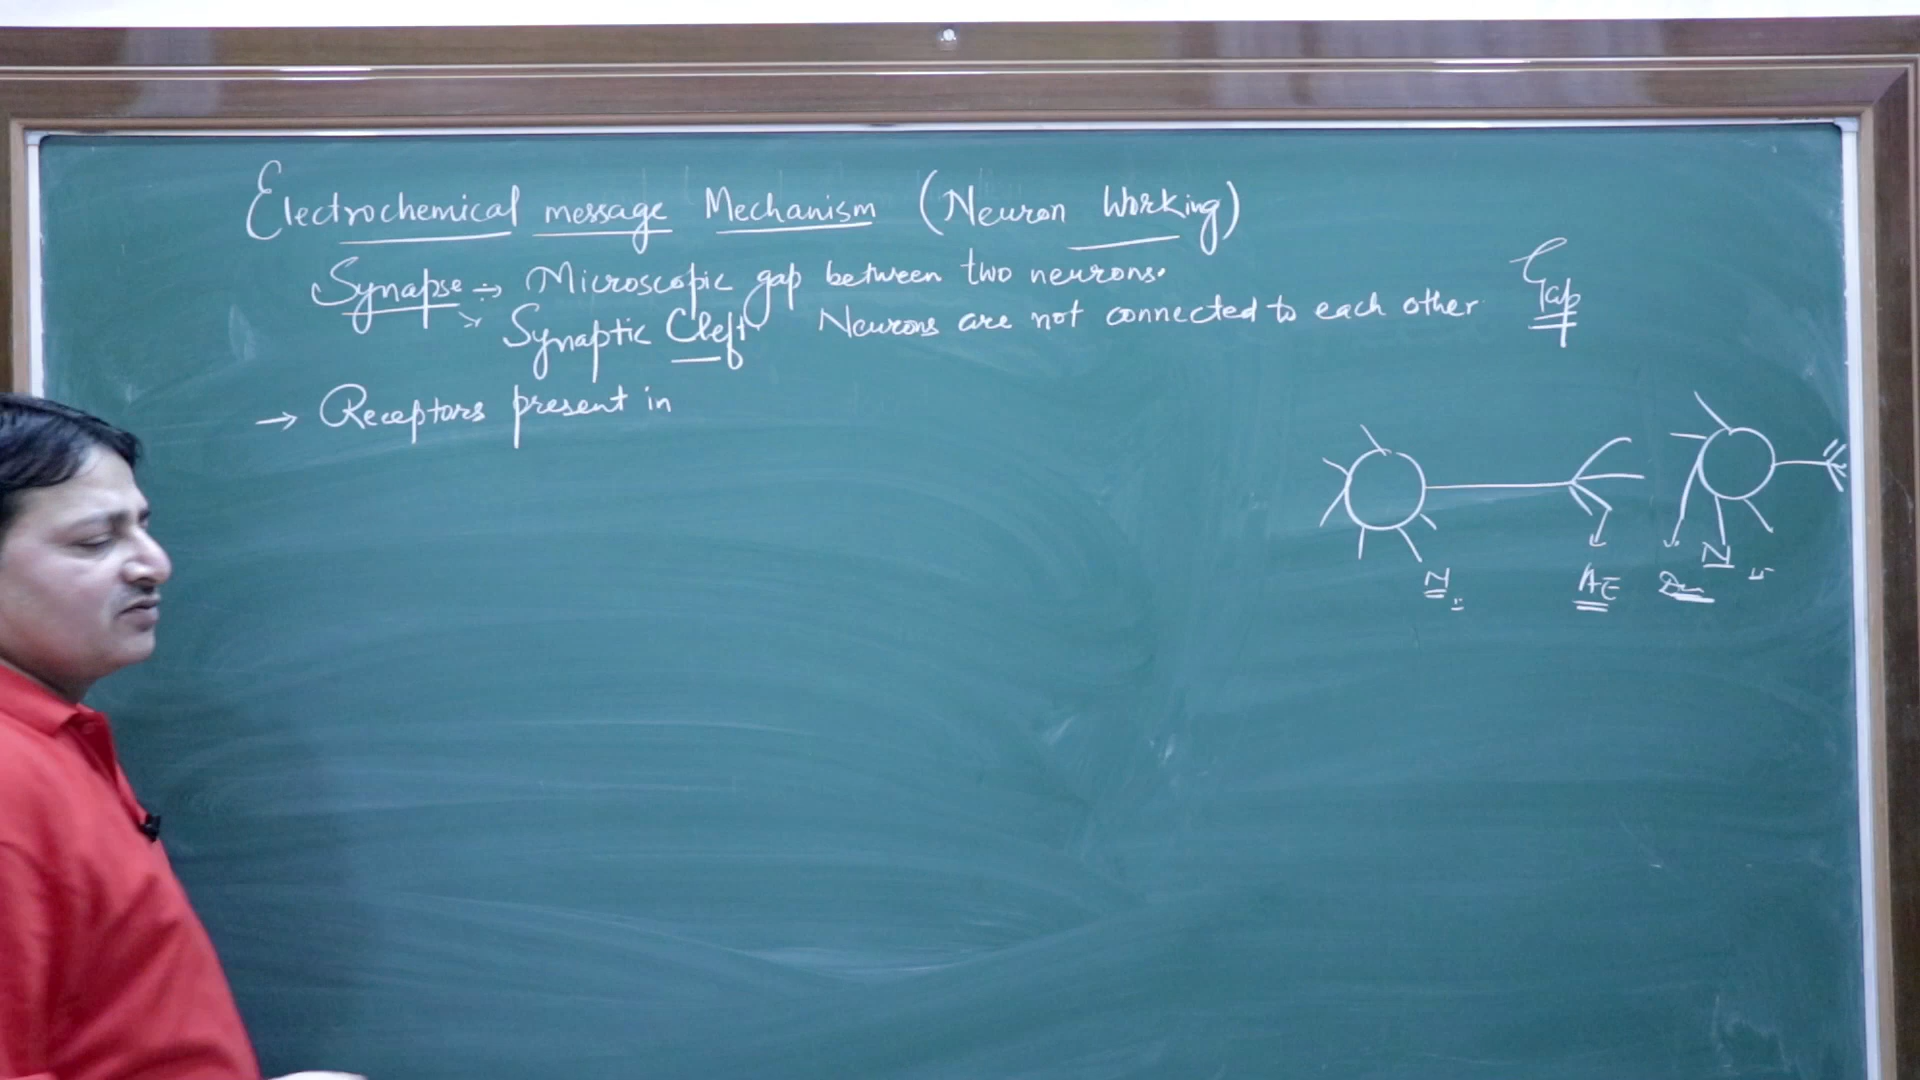 Electrochemical message Mechanism (Neuron Working)
Synapse → Microscopic gap between two neurons.
→ Synaptic Cleft. Neurons are not connected to each other
Gap
→ Receptors present in
N
AE
N